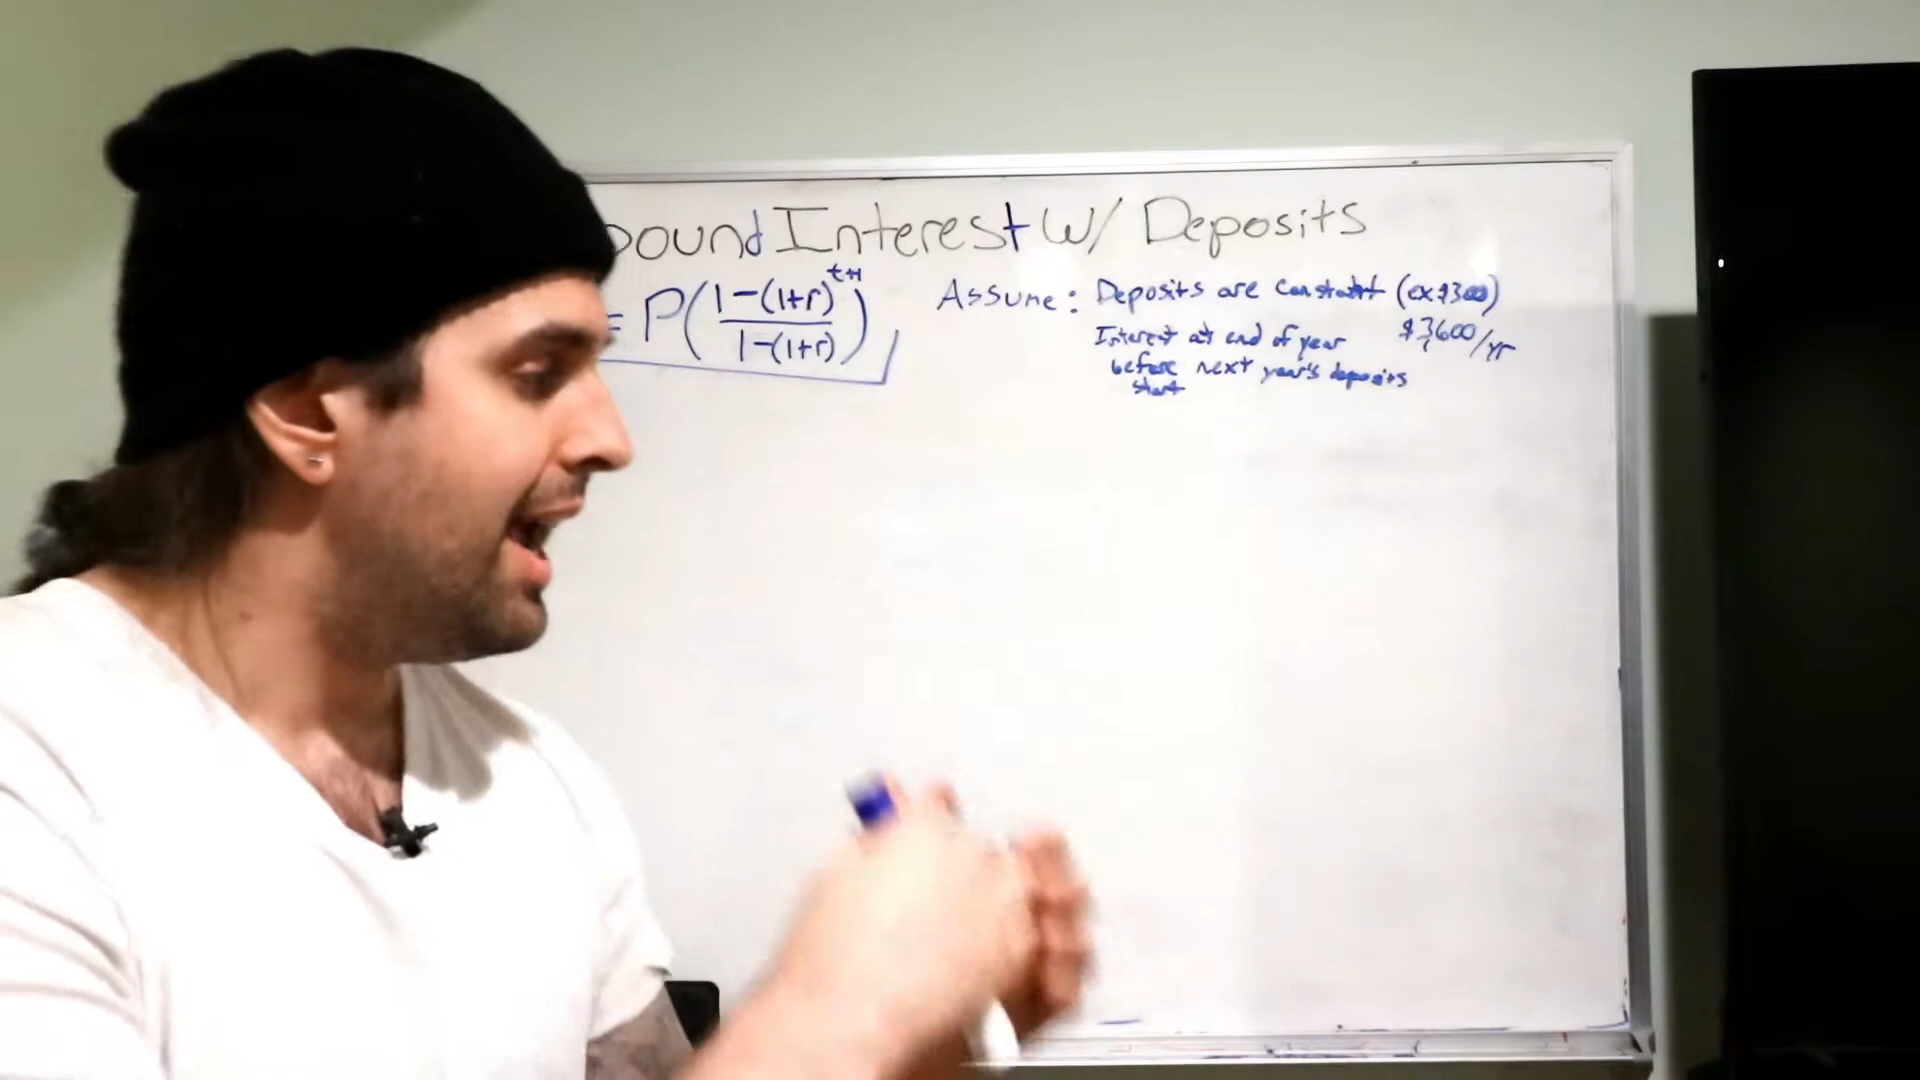 pound Interest w/ Deposits
= P(1-(1+r)^t+1 / 1-(1+r))
Assume: Deposits are constant (ex $300)
$3600/yr
Interest at end of year
before next year's deposits
start